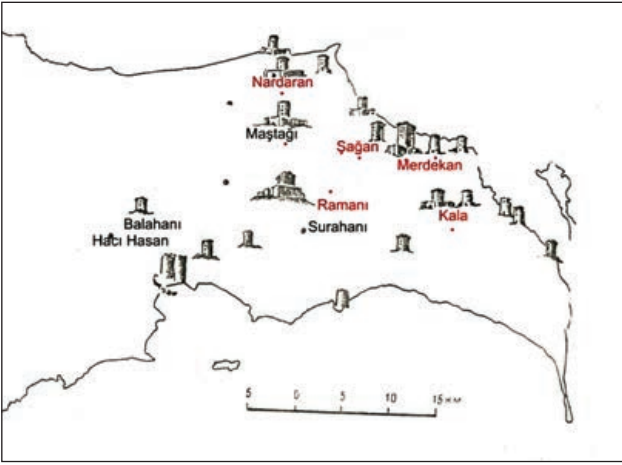 Nardaran
Maştağı
Şağan
Merdekan
Ramanı
Kala
Balahanı
Surahanı
Hacı Hasan
5 0 5 10 15 км